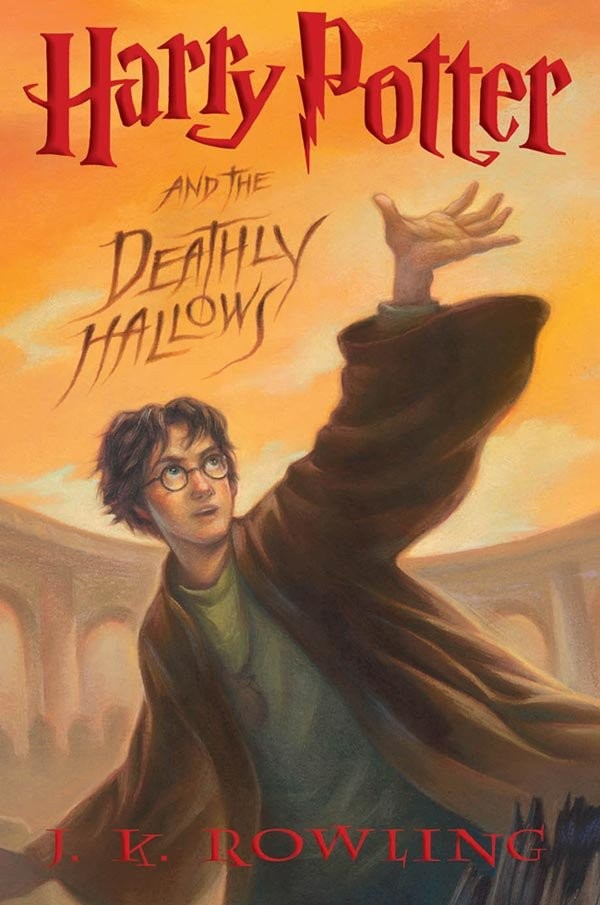 Harry Potter
AND THE
DEATHLY
HALLOWS
J. K. ROWLING